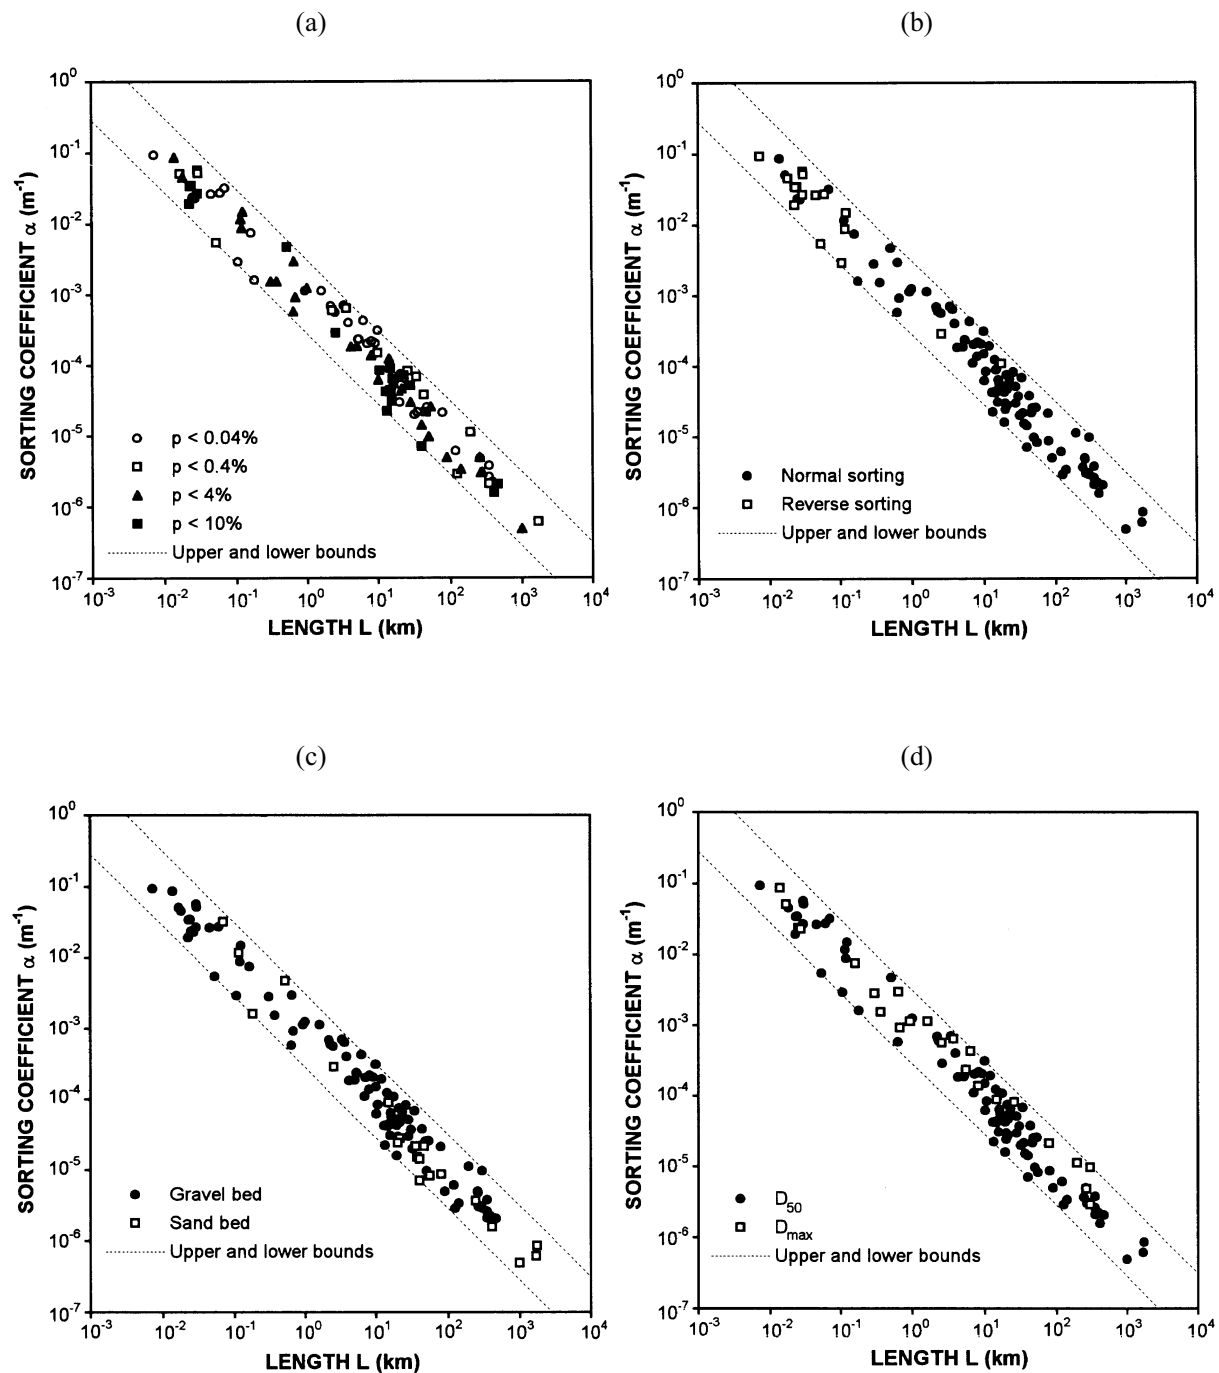 (a)
SORTING COEFFICIENT α (m⁻¹)
10⁰
10⁻¹
10⁻²
10⁻³
10⁻⁴
10⁻⁵
10⁻⁶
10⁻⁷
p < 0.04%
p < 0.4%
p < 4%
p < 10%
Upper and lower bounds
10⁻³ 10⁻² 10⁻¹ 10⁰ 10¹ 10² 10³ 10⁴
LENGTH L (km)
(b)
SORTING COEFFICIENT α (m⁻¹)
10⁰
10⁻¹
10⁻²
10⁻³
10⁻⁴
10⁻⁵
10⁻⁶
10⁻⁷
Normal sorting
Reverse sorting
Upper and lower bounds
10⁻³ 10⁻² 10⁻¹ 10⁰ 10¹ 10² 10³ 10⁴
LENGTH L (km)
(c)
SORTING COEFFICIENT α (m⁻¹)
10⁰
10⁻¹
10⁻²
10⁻³
10⁻⁴
10⁻⁵
10⁻⁶
10⁻⁷
Gravel bed
Sand bed
Upper and lower bounds
10⁻³ 10⁻² 10⁻¹ 10⁰ 10¹ 10² 10³ 10⁴
LENGTH L (km)
(d)
SORTING COEFFICIENT α (m⁻¹)
10⁰
10⁻¹
10⁻²
10⁻³
10⁻⁴
10⁻⁵
10⁻⁶
10⁻⁷
D₅₀
Dmax
Upper and lower bounds
10⁻³ 10⁻² 10⁻¹ 10⁰ 10¹ 10² 10³ 10⁴
LENGTH L (km)